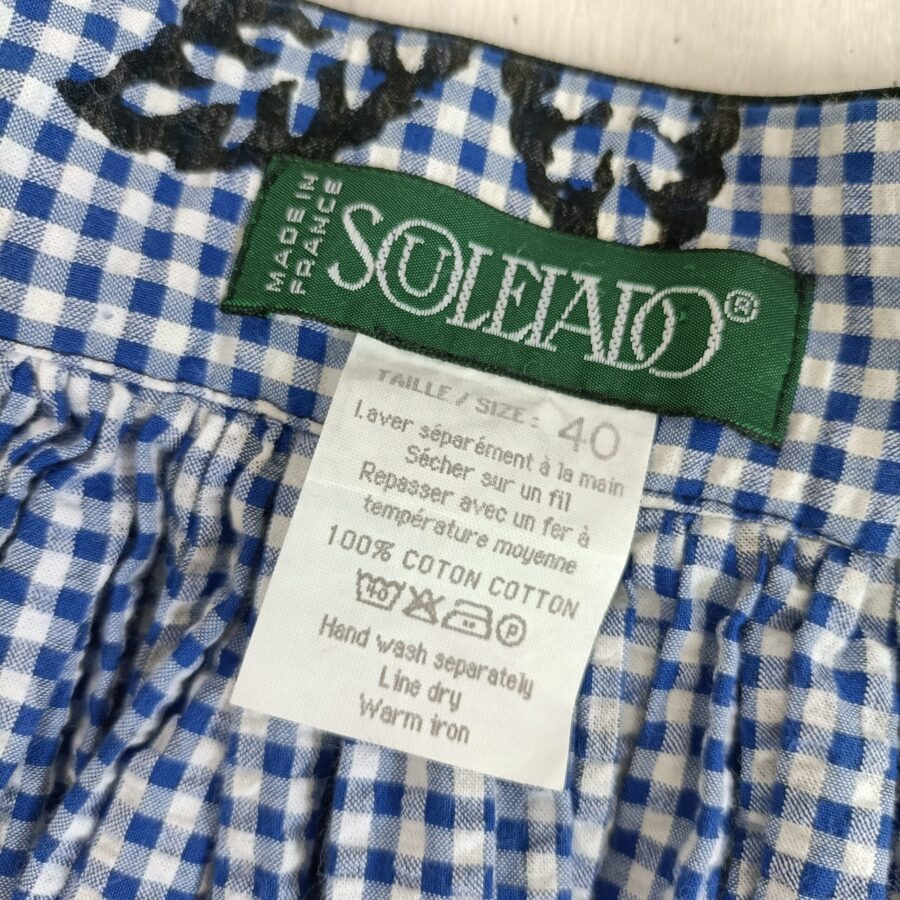 MADE IN
FRANCE
SOULEIADO®
TAILLE / SIZE : 40
Laver séparément à la main
Sécher sur un fil
Repasser avec un fer à
température moyenne
100% COTON COTTON
40 P
Hand wash separately
Line dry
Warm iron